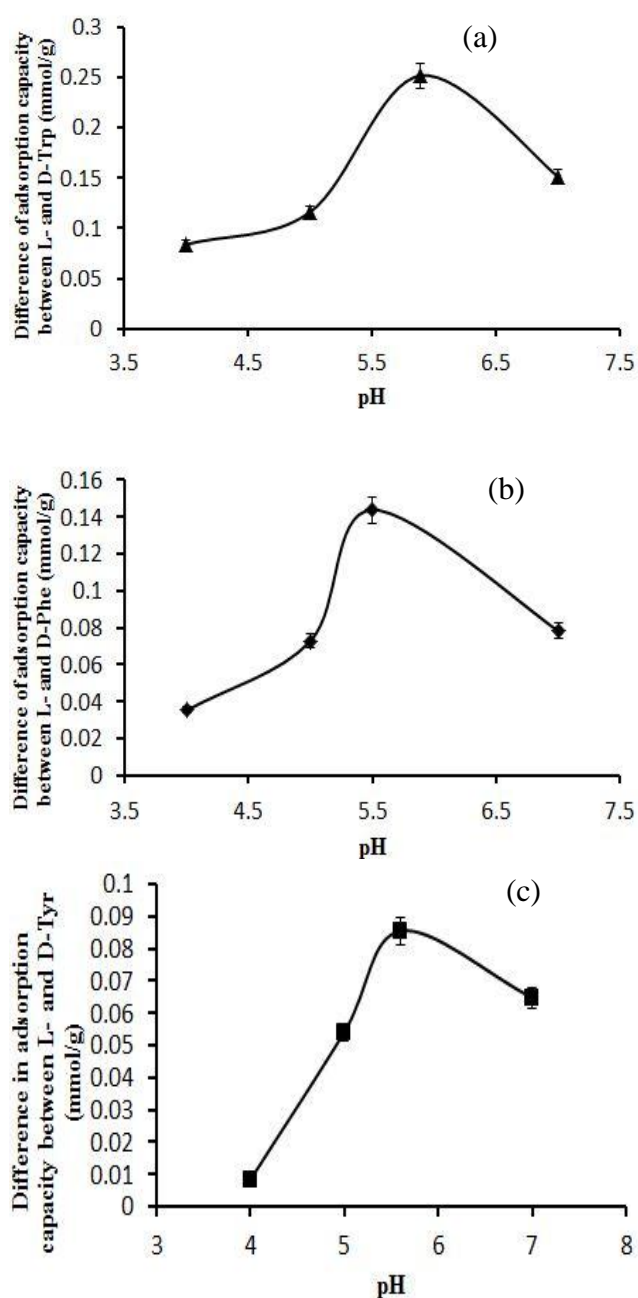 (a)
Difference of adsorption capacity
between L- and D-Trp (mmol/g)
0.3
0.25
0.2
0.15
0.1
0.05
0
3.5 4.5 5.5 6.5 7.5
pH
(b)
Difference of adsorption capacity
between L- and D-Phe (mmol/g)
0.16
0.14
0.12
0.1
0.08
0.06
0.04
0.02
0
3.5 4.5 5.5 6.5 7.5
pH
(c)
Difference in adsorption
capacity between L- and D-Tyr
(mmol/g)
0.1
0.09
0.08
0.07
0.06
0.05
0.04
0.03
0.02
0.01
0
3 4 5 6 7 8
pH